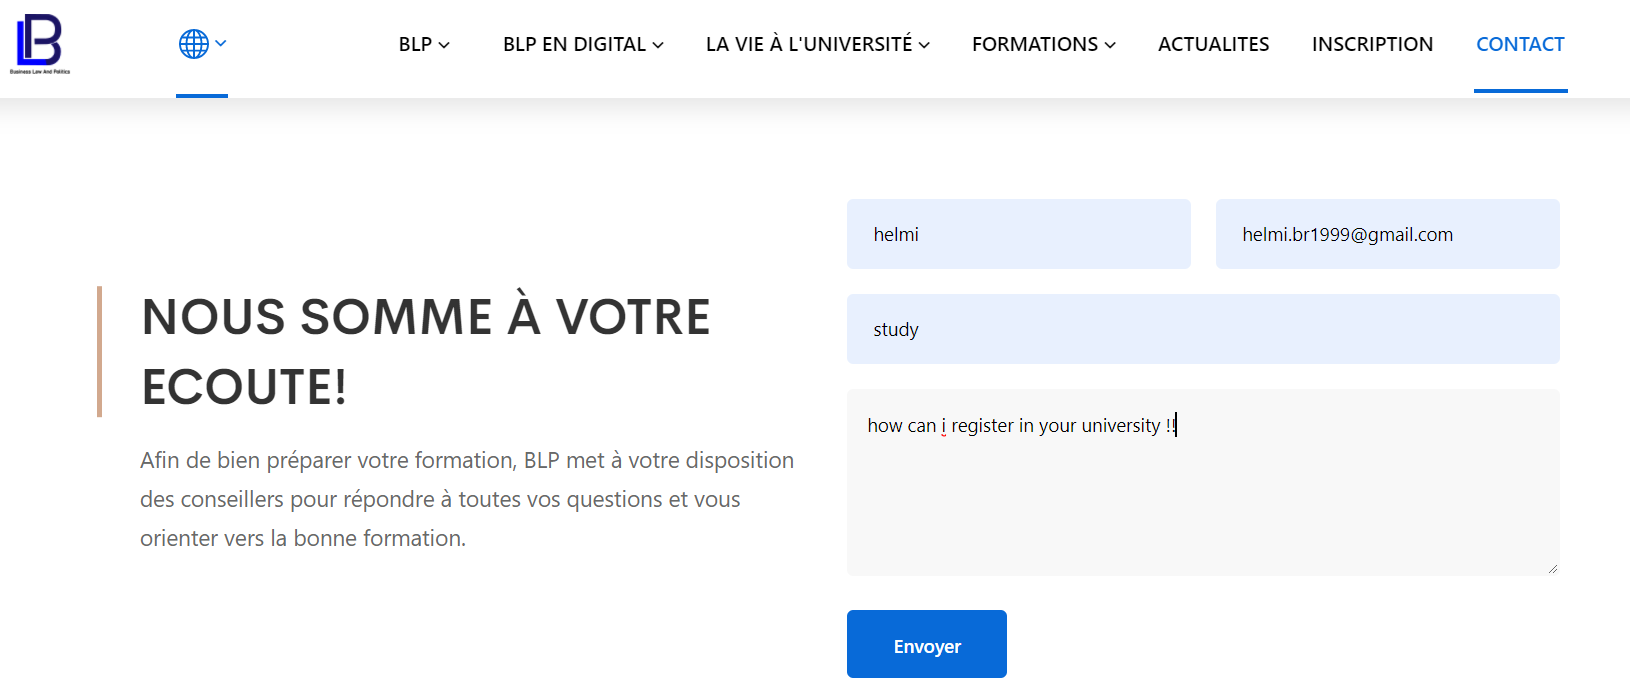 LB
Business Law And Politics
BLP
BLP EN DIGITAL
LA VIE À L'UNIVERSITÉ
FORMATIONS
ACTUALITES
INSCRIPTION
CONTACT
NOUS SOMME À VOTRE
ECOUTE!
Afin de bien préparer votre formation, BLP met à votre disposition
des conseillers pour répondre à toutes vos questions et vous
orienter vers la bonne formation.
helmi
helmi.br1999@gmail.com
study
how can i register in your university !!
Envoyer